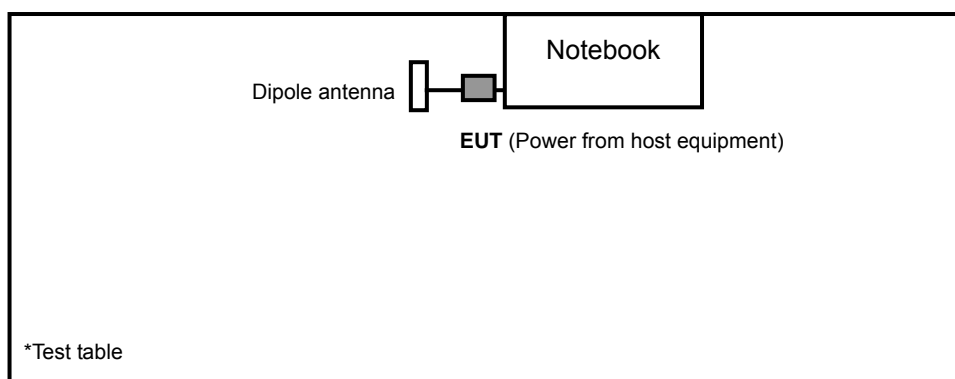 Notebook
Dipole antenna
EUT (Power from host equipment)
*Test table